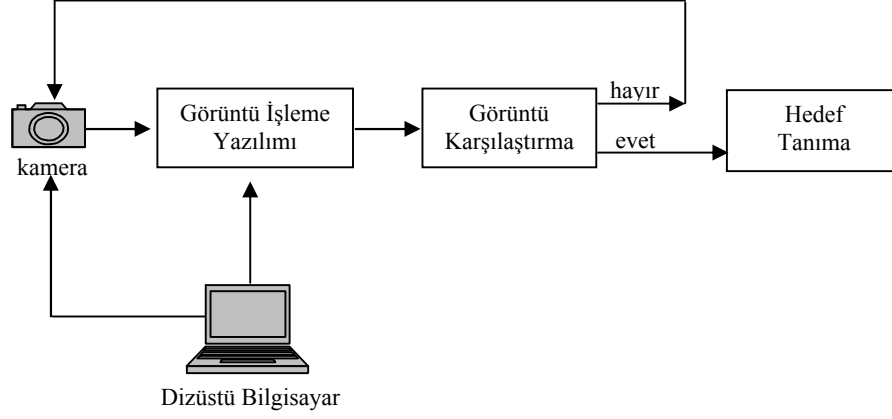 hayır
Görüntü İşleme
Yazılımı
Görüntü
Karşılaştırma
Hedef
Tanıma
evet
kamera
Dizüstü Bilgisayar